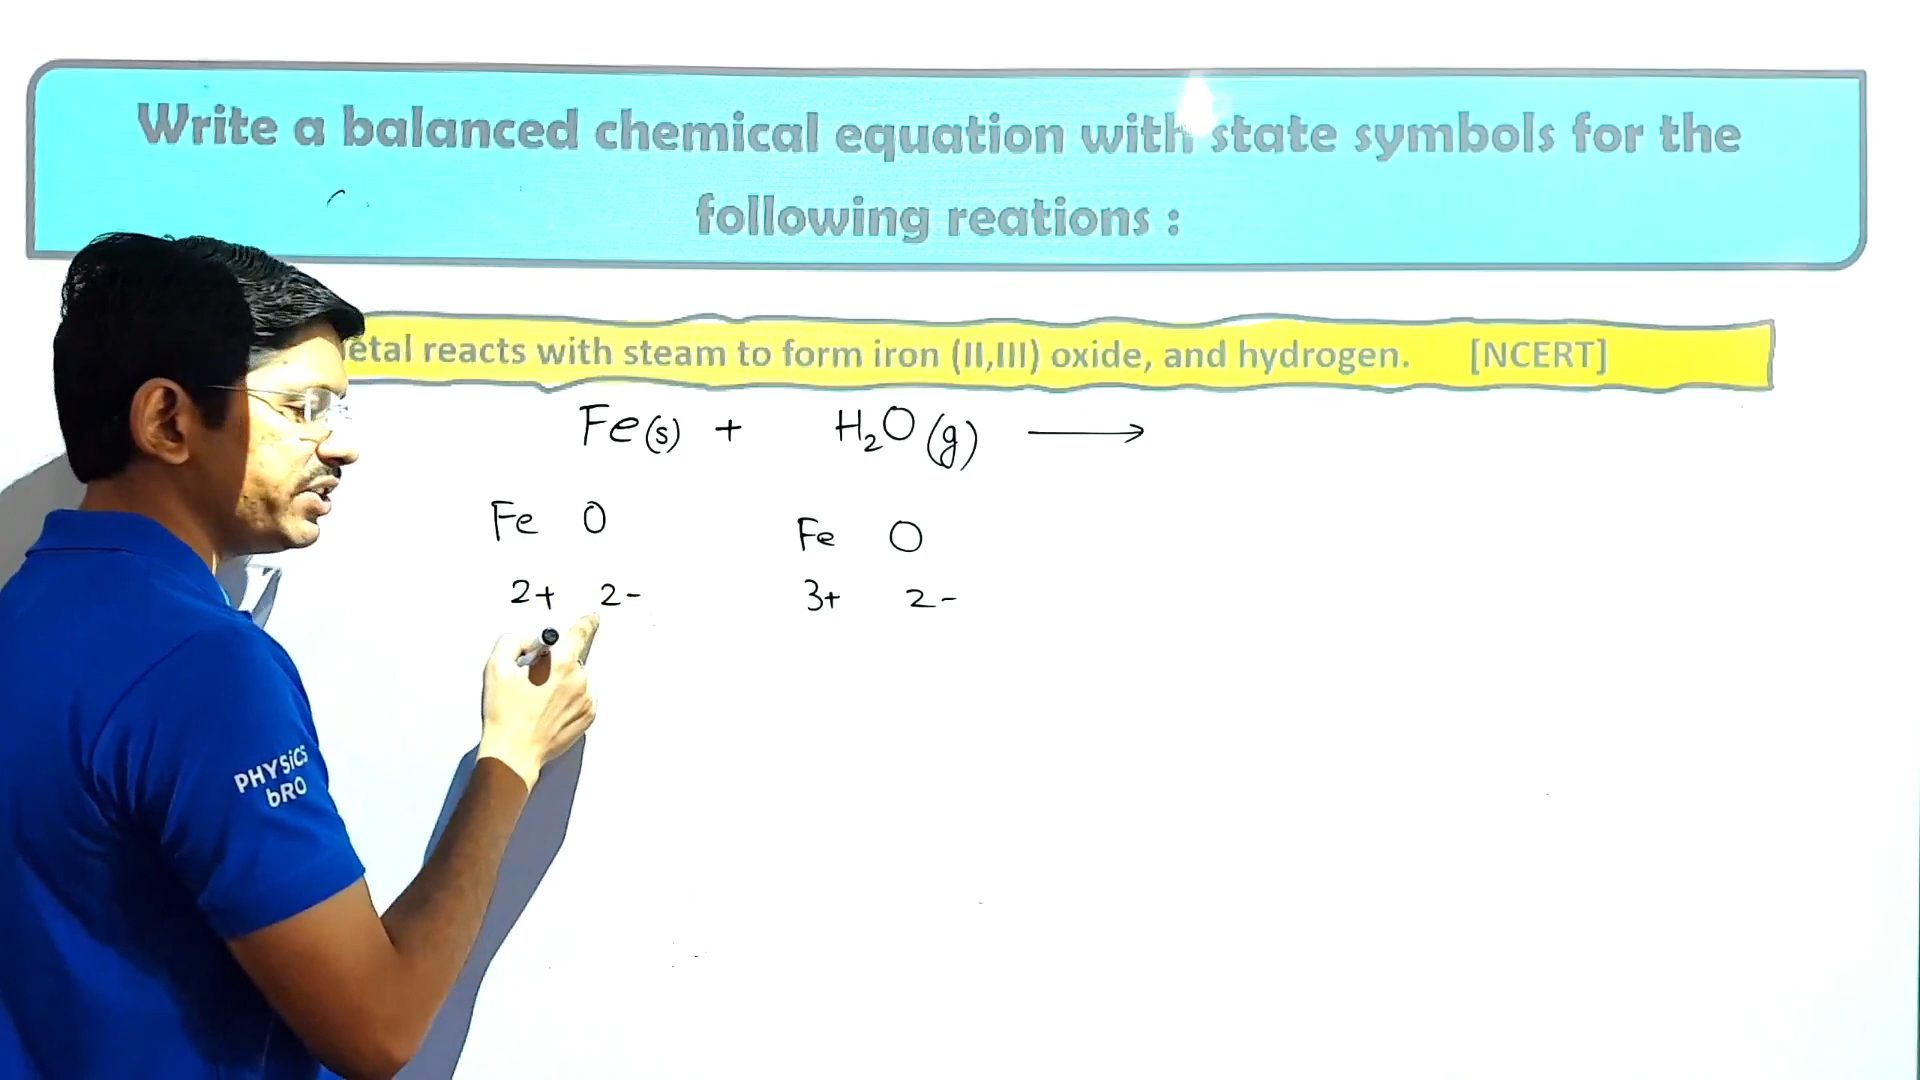 Write a balanced chemical equation with state symbols for the
following reations :
etal reacts with steam to form iron (II,III) oxide, and hydrogen. [NCERT]
Fe(s) + H₂O(g) ⟶
Fe O Fe O
2+ 2- 3+ 2-
PHYSiCS
bRO